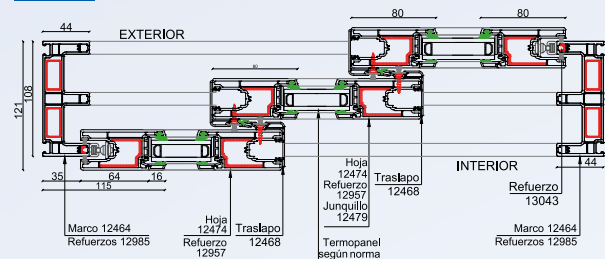 44
80
80
EXTERIOR
80
121
108
INTERIOR
44
35
64
16
115
Marco 12464
Refuerzos 12985
Hoja
12474
Refuerzo
12957
Traslapo
12468
Termopanel
según norma
Hoja
12474
Refuerzo
12957
Junquillo
12479
Traslapo
12468
Refuerzo
13043
Marco 12464
Refuerzos 12985